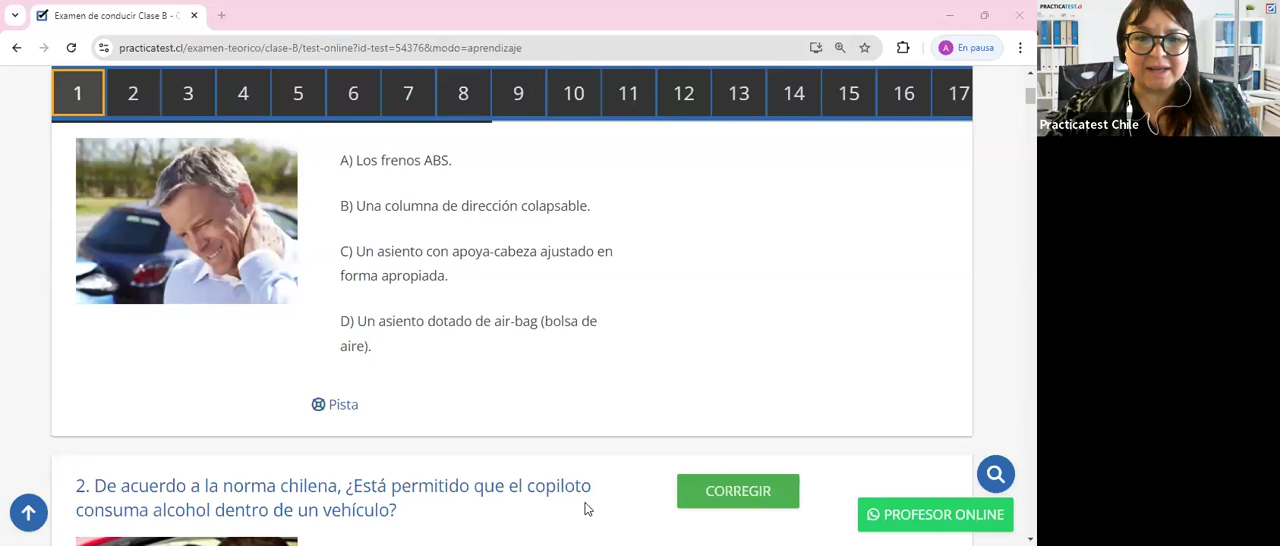 Examen de conducir Clase B - C
practicatest.cl/examen-teorico/clase-B/test-online?id-test=54376&modo=aprendizaje
A
En pausa
PRACTICATEST.cl
Practicatest Chile
1 2 3 4 5 6 7 8 9 10 11 12 13 14 15 16 17
A) Los frenos ABS.
B) Una columna de dirección colapsable.
C) Un asiento con apoya-cabeza ajustado en
forma apropiada.
D) Un asiento dotado de air-bag (bolsa de
aire).
Pista
2. De acuerdo a la norma chilena, ¿Está permitido que el copiloto
consuma alcohol dentro de un vehículo?
CORREGIR
PROFESOR ONLINE